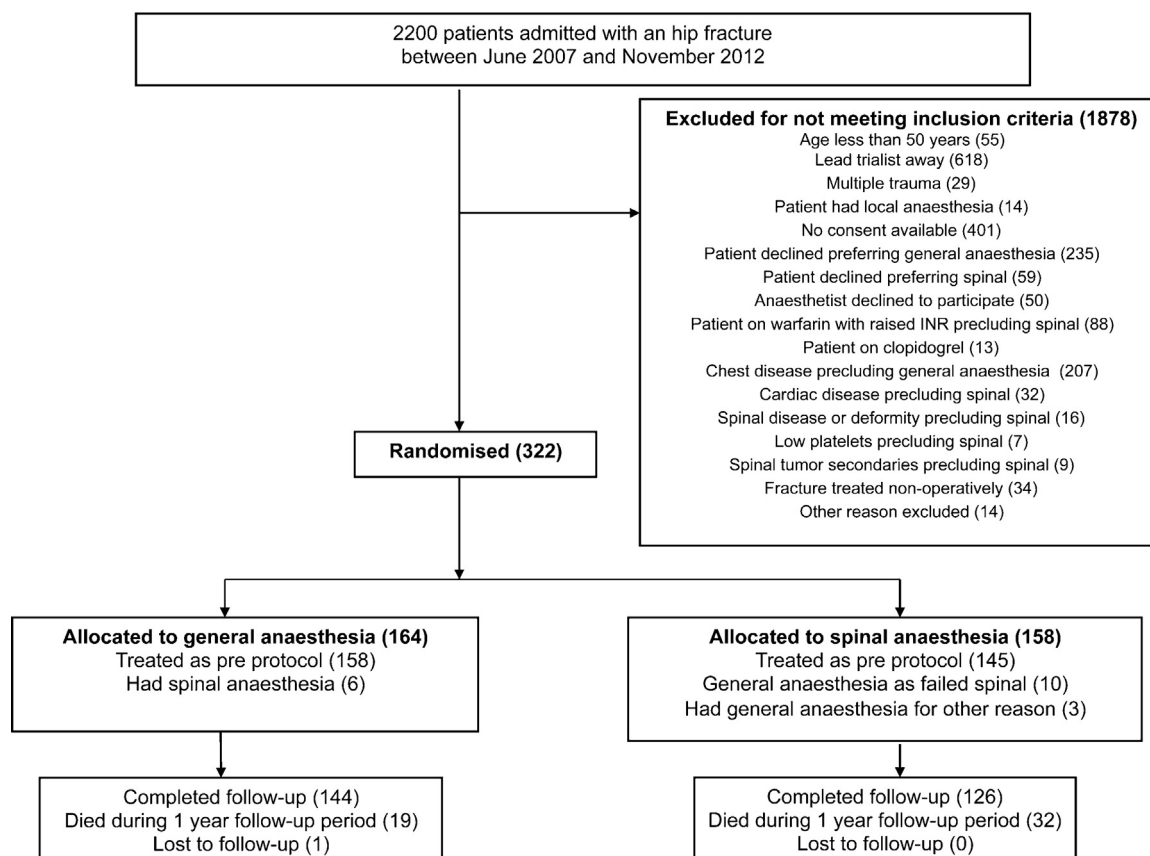 2200 patients admitted with an hip fracture
between June 2007 and November 2012
Excluded for not meeting inclusion criteria (1878)
Age less than 50 years (55)
Lead trialist away (618)
Multiple trauma (29)
Patient had local anaesthesia (14)
No consent available (401)
Patient declined preferring general anaesthesia (235)
Patient declined preferring spinal (59)
Anaesthetist declined to participate (50)
Patient on warfarin with raised INR precluding spinal (88)
Patient on clopidogrel (13)
Chest disease precluding general anaesthesia (207)
Cardiac disease precluding spinal (32)
Spinal disease or deformity precluding spinal (16)
Low platelets precluding spinal (7)
Spinal tumor secondaries precluding spinal (9)
Fracture treated non-operatively (34)
Other reason excluded (14)
Randomised (322)
Allocated to general anaesthesia (164)
Treated as pre protocol (158)
Had spinal anaesthesia (6)
Allocated to spinal anaesthesia (158)
Treated as pre protocol (145)
General anaesthesia as failed spinal (10)
Had general anaesthesia for other reason (3)
Completed follow-up (144)
Died during 1 year follow-up period (19)
Lost to follow-up (1)
Completed follow-up (126)
Died during 1 year follow-up period (32)
Lost to follow-up (0)